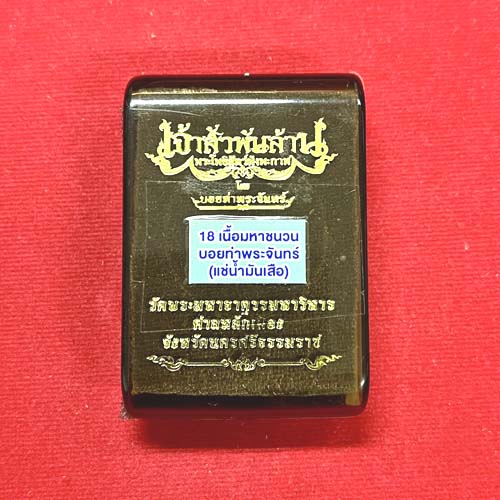 เจ้าสัวพันล้าน
โดย
บอยท่าพระจันทร์
18 เนื้อมหาชนวน
บอยท่าพระจันทร์
(แช่น้ำมันเสือ)
วัดพระมหาธาตุวรมหาวิหาร
ศาลหลักเมือง
จังหวัดนครศรีธรรมราช